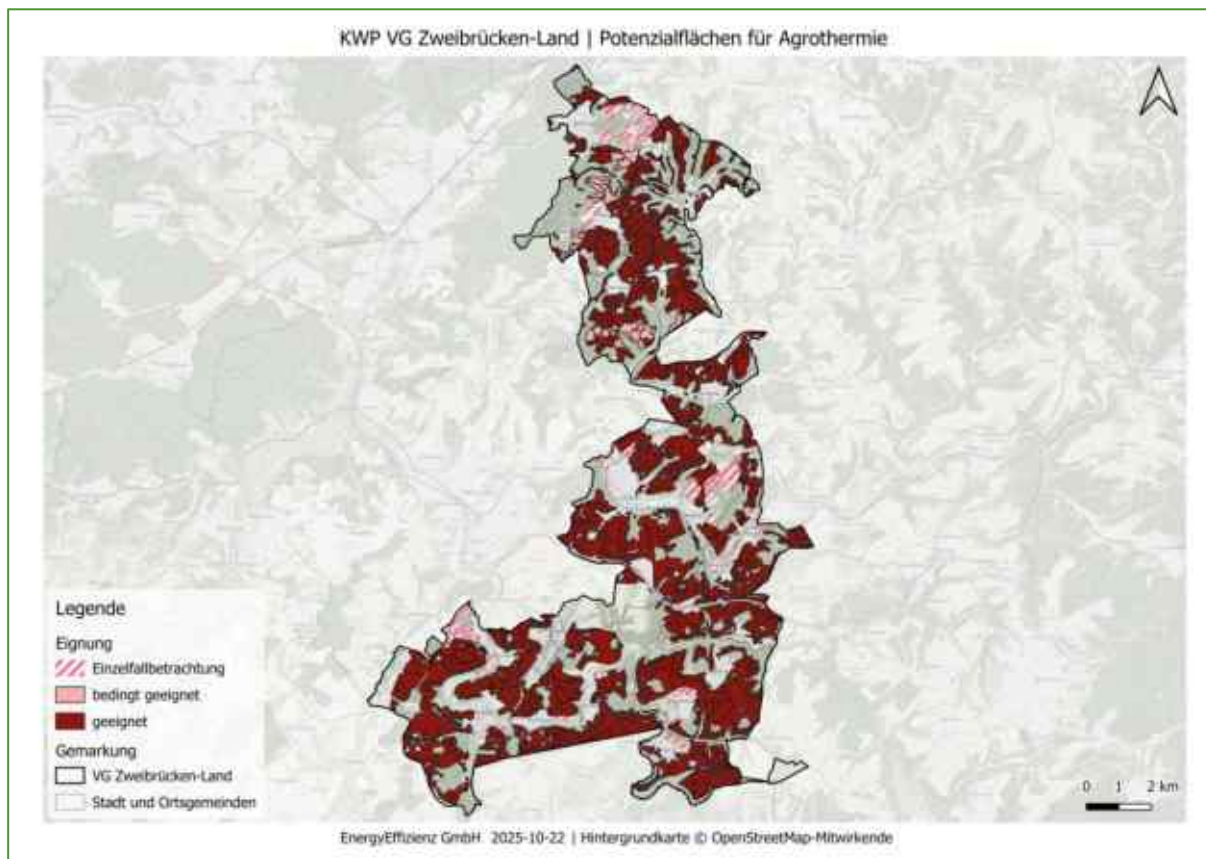 KWP VG Zweibrücken-Land | Potenzialflächen für Agrothermie
Legende
Eignung
Einzelfallbetrachtung
bedingt geeignet
geeignet
Gemarkung
VG Zweibrücken-Land
Stadt und Ortsgemeinden
0 1 2 km
EnergyEffizienz GmbH 2025-10-22 | Hintergrundkarte © OpenStreetMap-Mitwirkende